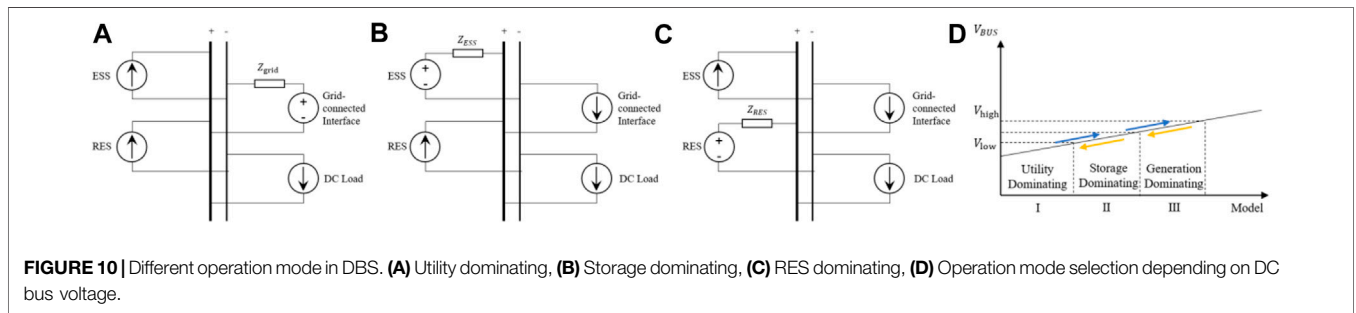 A
+ -
ESS
RES
Z_grid
+
-
Grid-
connected
Interface
DC Load
B
+ -
Z_ESS
ESS
+
-
RES
Grid-
connected
Interface
DC Load
C
+ -
ESS
Z_RES
RES
+
-
Grid-
connected
Interface
DC Load
D
V_BUS
V_high
V_low
Utility
Dominating
Storage
Dominating
Generation
Dominating
I
II
III
Model
FIGURE 10 | Different operation mode in DBS. (A) Utility dominating, (B) Storage dominating, (C) RES dominating, (D) Operation mode selection depending on DC
bus voltage.